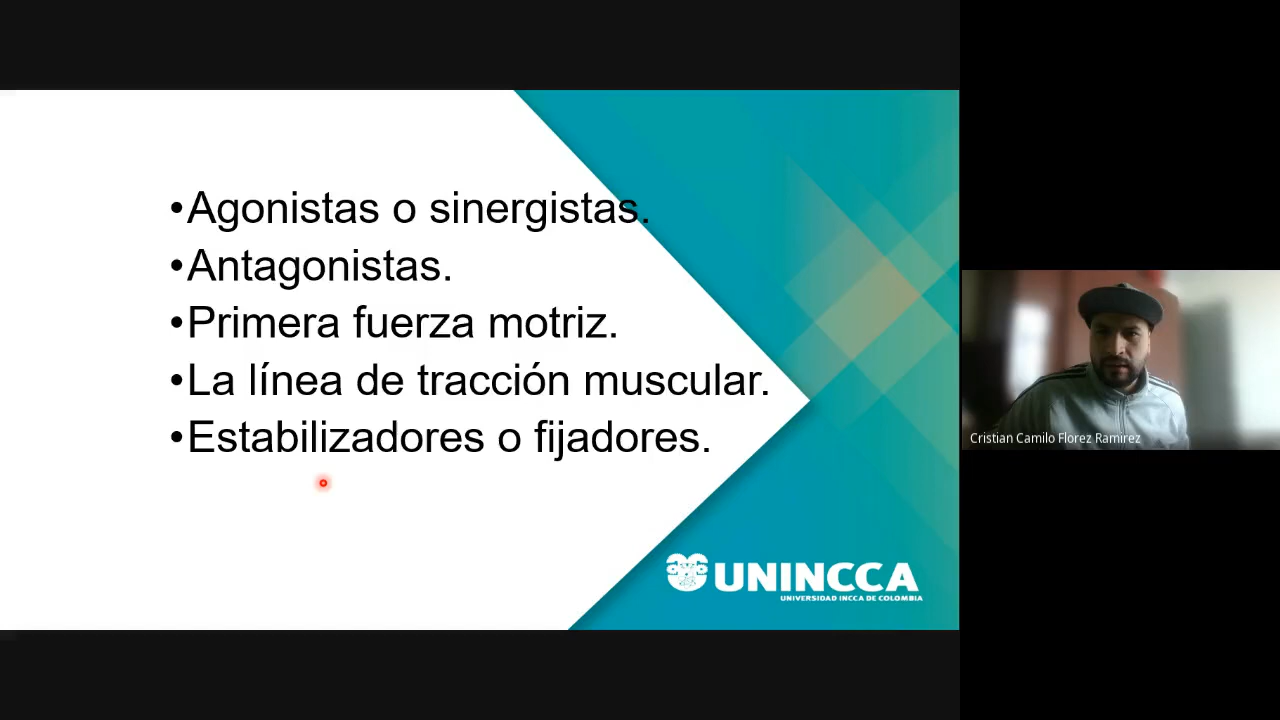 •Agonistas o sinergistas.
•Antagonistas.
•Primera fuerza motriz.
•La línea de tracción muscular.
•Estabilizadores o fijadores.
UNINCCA
UNIVERSIDAD INCCA DE COLOMBIA
Cristian Camilo Florez Ramirez